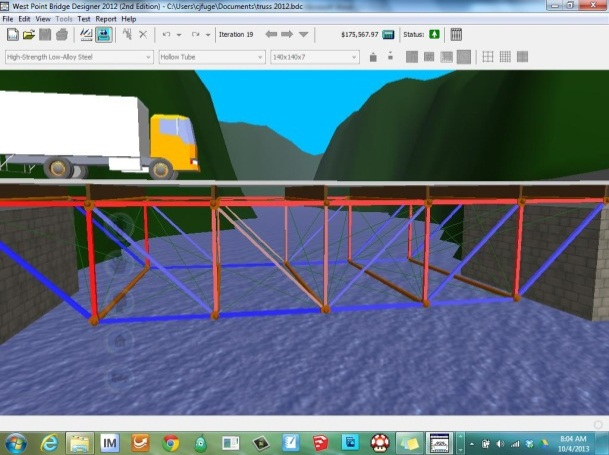 West Point Bridge Designer 2012 (2nd Edition) - C:\Users\cjfuge\Documents\truss 2012.bdc
File Edit View Tools Test Report Help
Iteration 19 $175,567.97 Status:
High-Strength Low-Alloy Steel Hollow Tube 140x140x7
IM
8:04 AM
10/4/2013